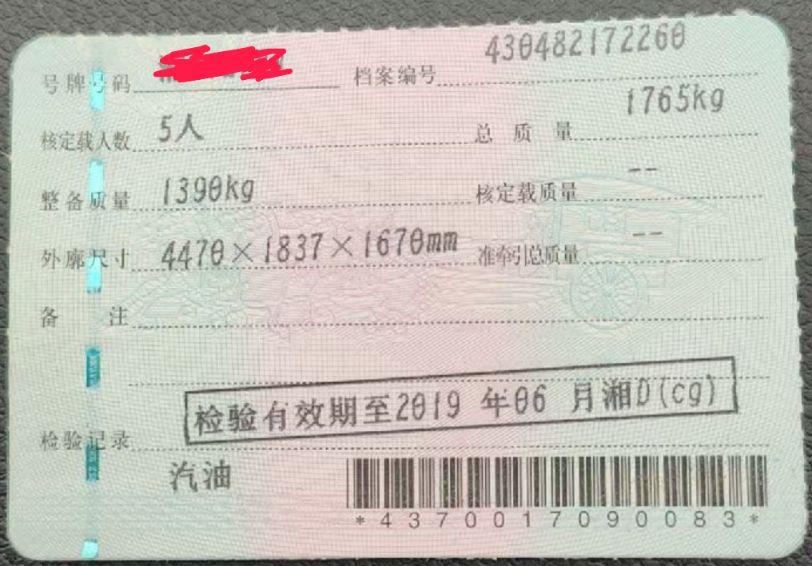 号牌号码 档案编号 430482172260
核定载人数 5人 总质量 1765kg
整备质量 1390kg 核定载质量 --
外廓尺寸 4470×1837×1670mm 准牵引总质量 --
备注
检验有效期至2019年06月湘D(cg)
检验记录
汽油
*4370017090083*